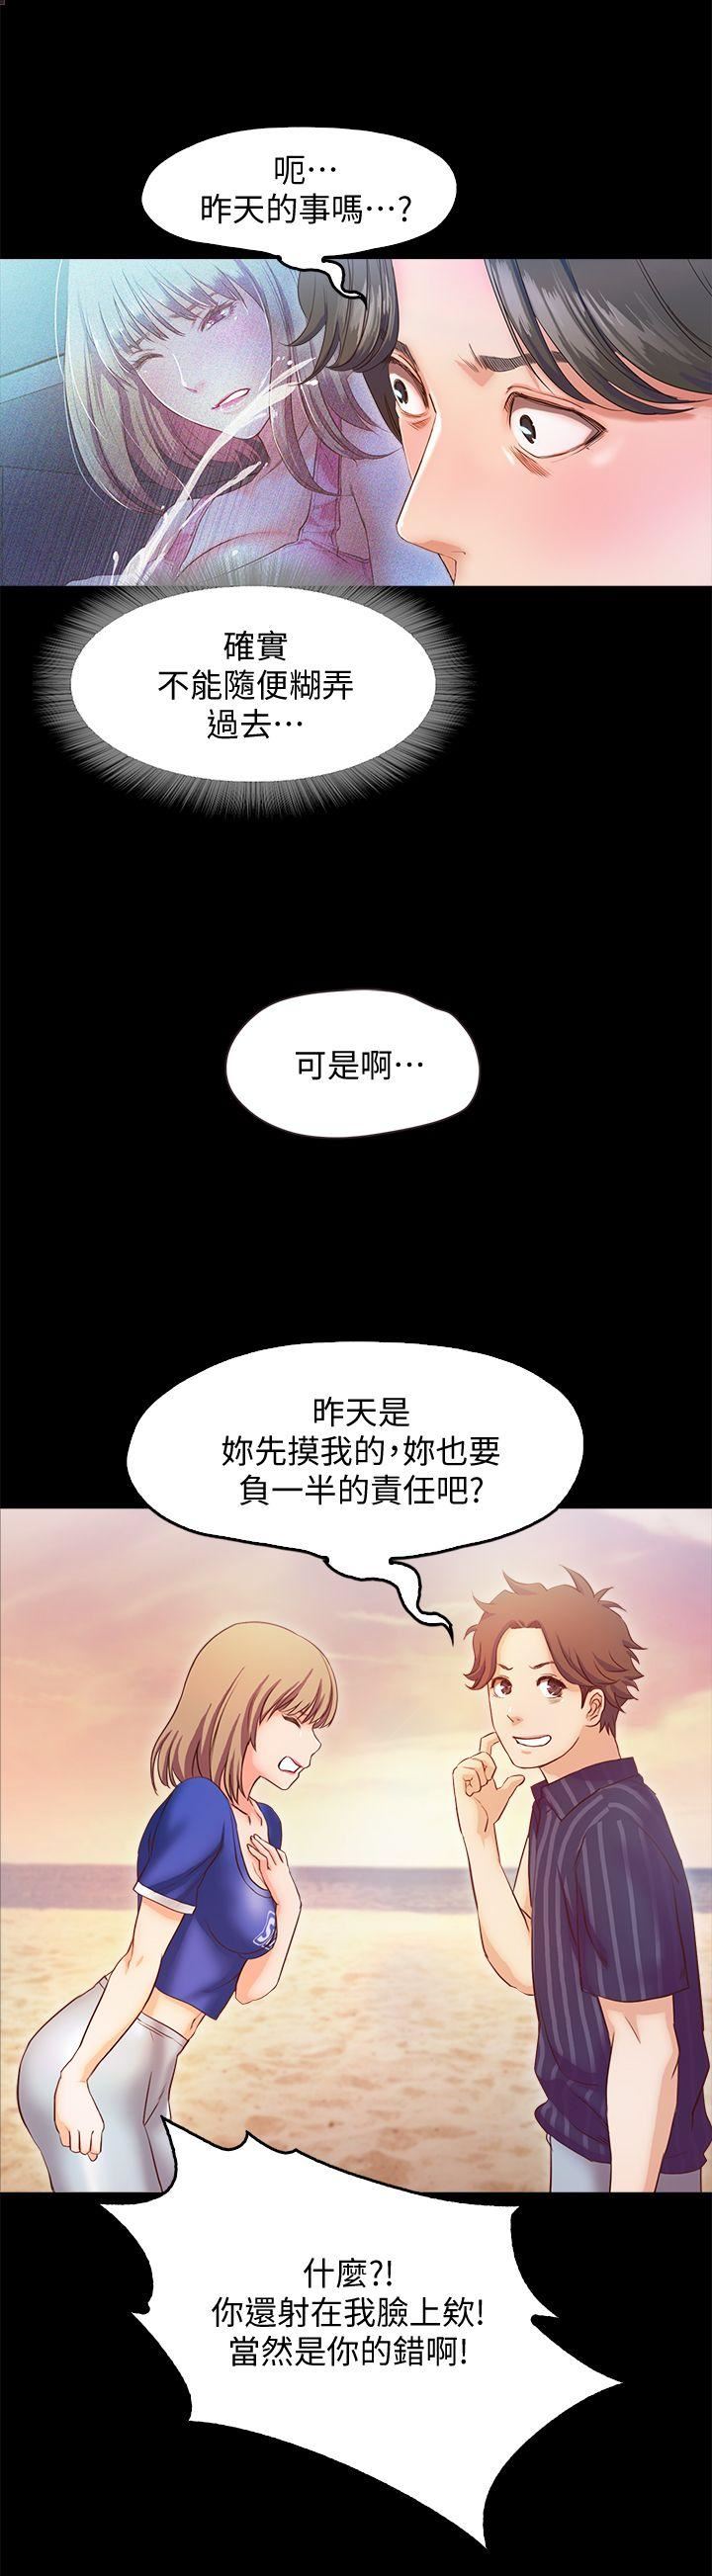 呃⋯
昨天的事嗎⋯?
確實
不能隨便糊弄
過去⋯
可是啊⋯
昨天是
妳先摸我的,妳也要
負一半的責任吧?
什麼?!
你還射在我臉上欸!
當然是你的錯啊!